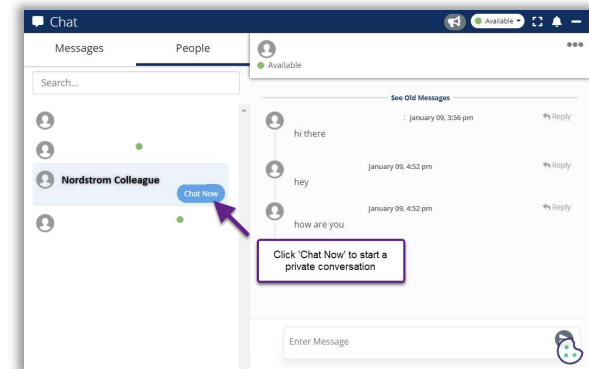 Chat
Available
Messages
People
Available
Search...
See Old Messages
: January 09, 3:56 pm
Reply
hi there
Nordstrom Colleague
Chat Now
January 09, 4:52 pm
Reply
hey
January 09, 4:52 pm
Reply
how are you
Click 'Chat Now' to start a
private conversation
Enter Message